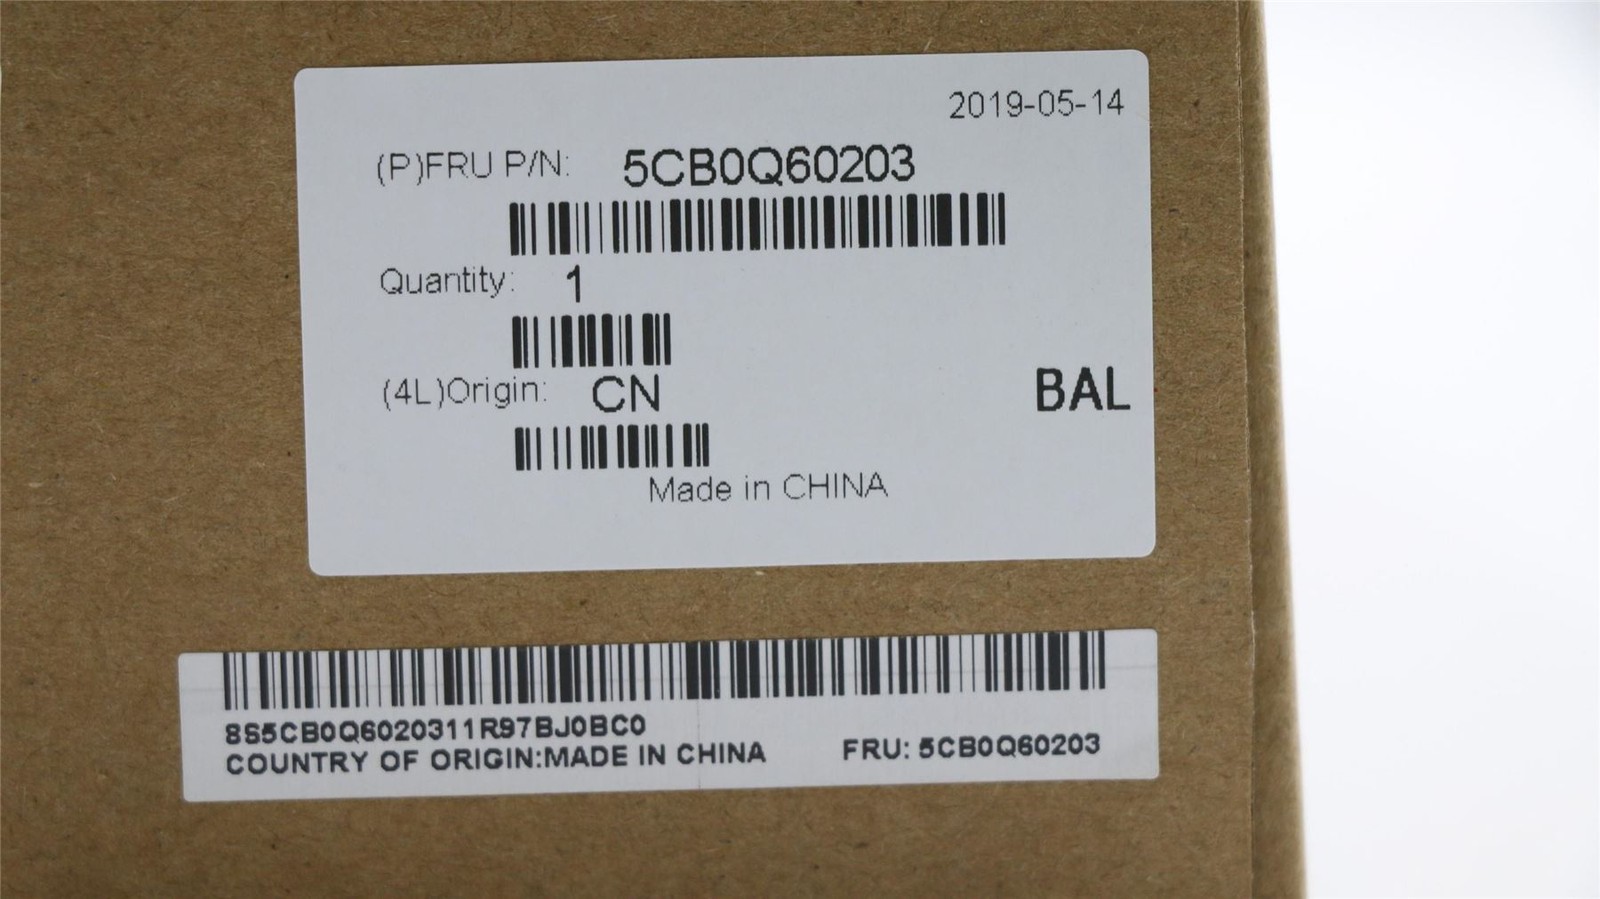 2019-05-14
(P)FRU P/N: 5CB0Q60203
Quantity: 1
(4L)Origin: CN
BAL
Made in CHINA
8S5CB0Q6020311R97BJ0BC0
COUNTRY OF ORIGIN:MADE IN CHINA FRU: 5CB0Q60203